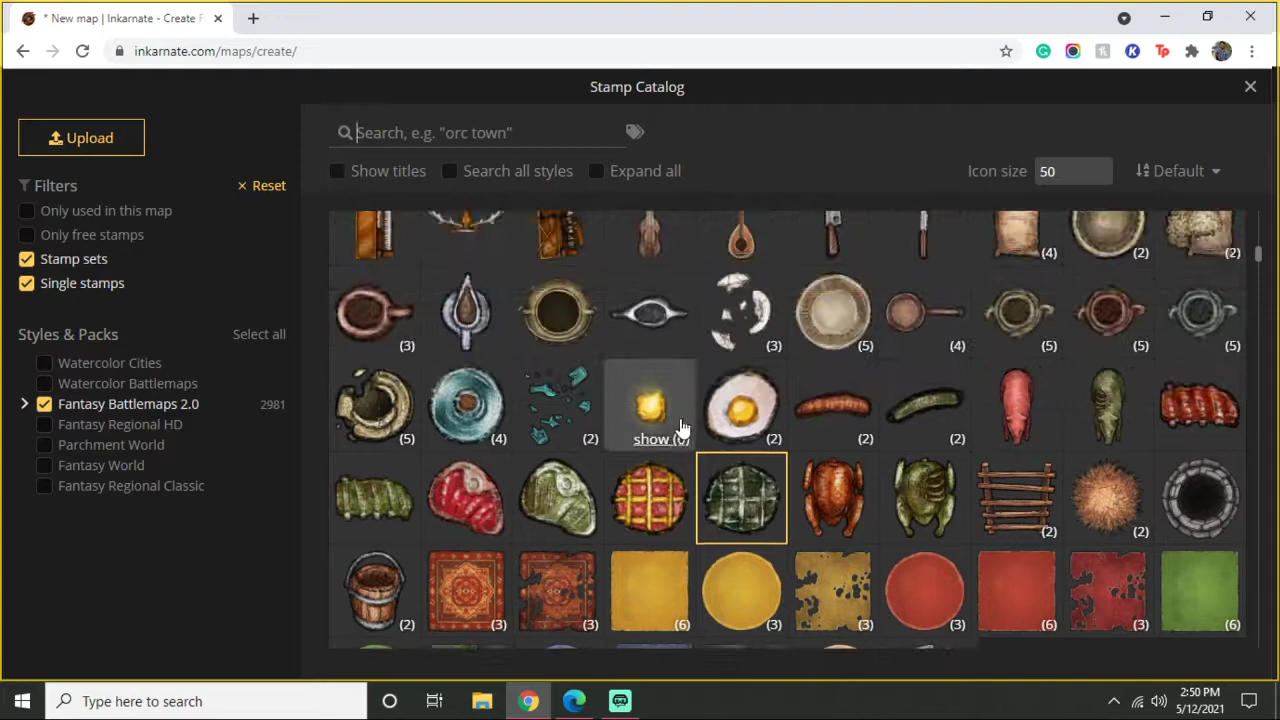 * New map | Inkarnate - Create F
inkarnate.com/maps/create/
Stamp Catalog
Upload
Search, e.g. "orc town"
Show titles
Search all styles
Expand all
Icon size
50
Default
Filters
Reset
Only used in this map
Only free stamps
Stamp sets
Single stamps
Styles & Packs
Select all
Watercolor Cities
Watercolor Battlemaps
Fantasy Battlemaps 2.0
2981
Fantasy Regional HD
Parchment World
Fantasy World
Fantasy Regional Classic
(4) (2) (2)
(3) (3) (5) (4) (5) (5) (5)
(5) (4) (2) show (2) (2) (2)
(2) (2)
(2) (3) (3) (6) (3) (3) (3) (6) (3) (6)
Type here to search
2:50 PM
5/12/2021